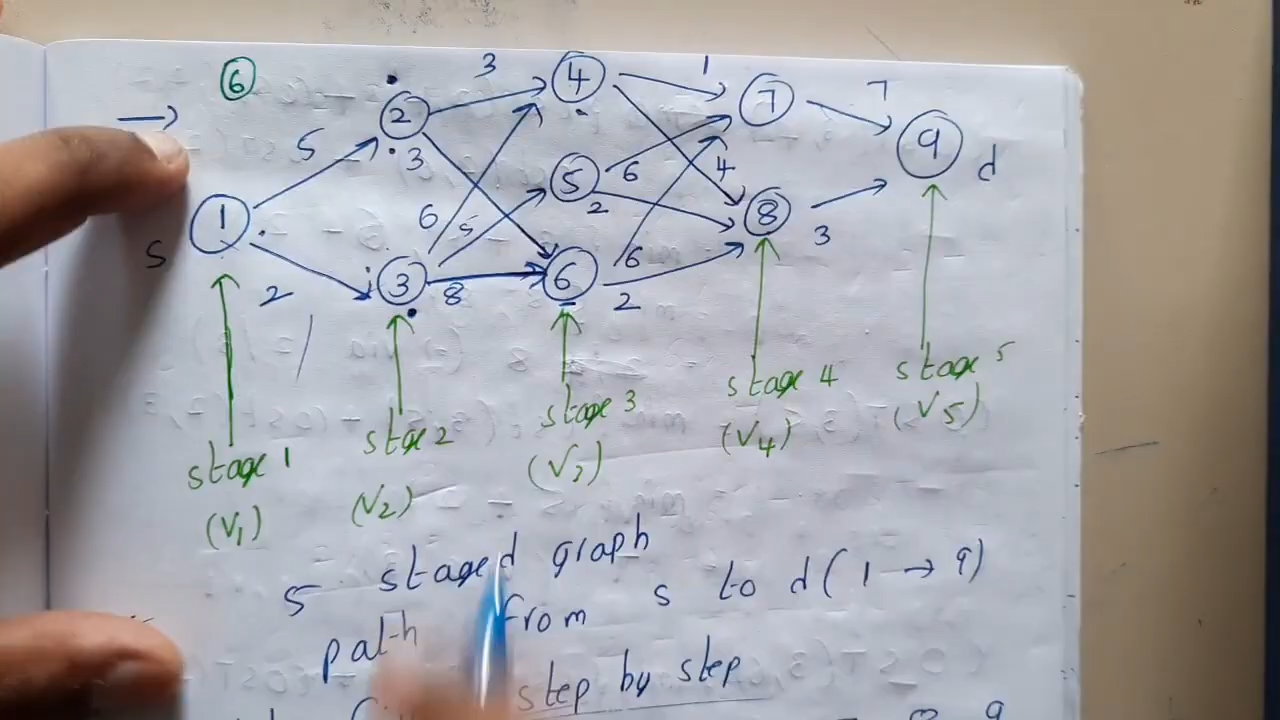 6
3
1
7
4
2
7
5
9
3
d
5
6
4
1
2
8
6
5
s
3
6
6
3
2
8
2
stage 5
stage 4
(V5)
stage 3
(V4)
stage 2
stage 1
(V3)
(V2)
(V1)
5 staged graph
path from s to d (1 → 9)
step by step
9